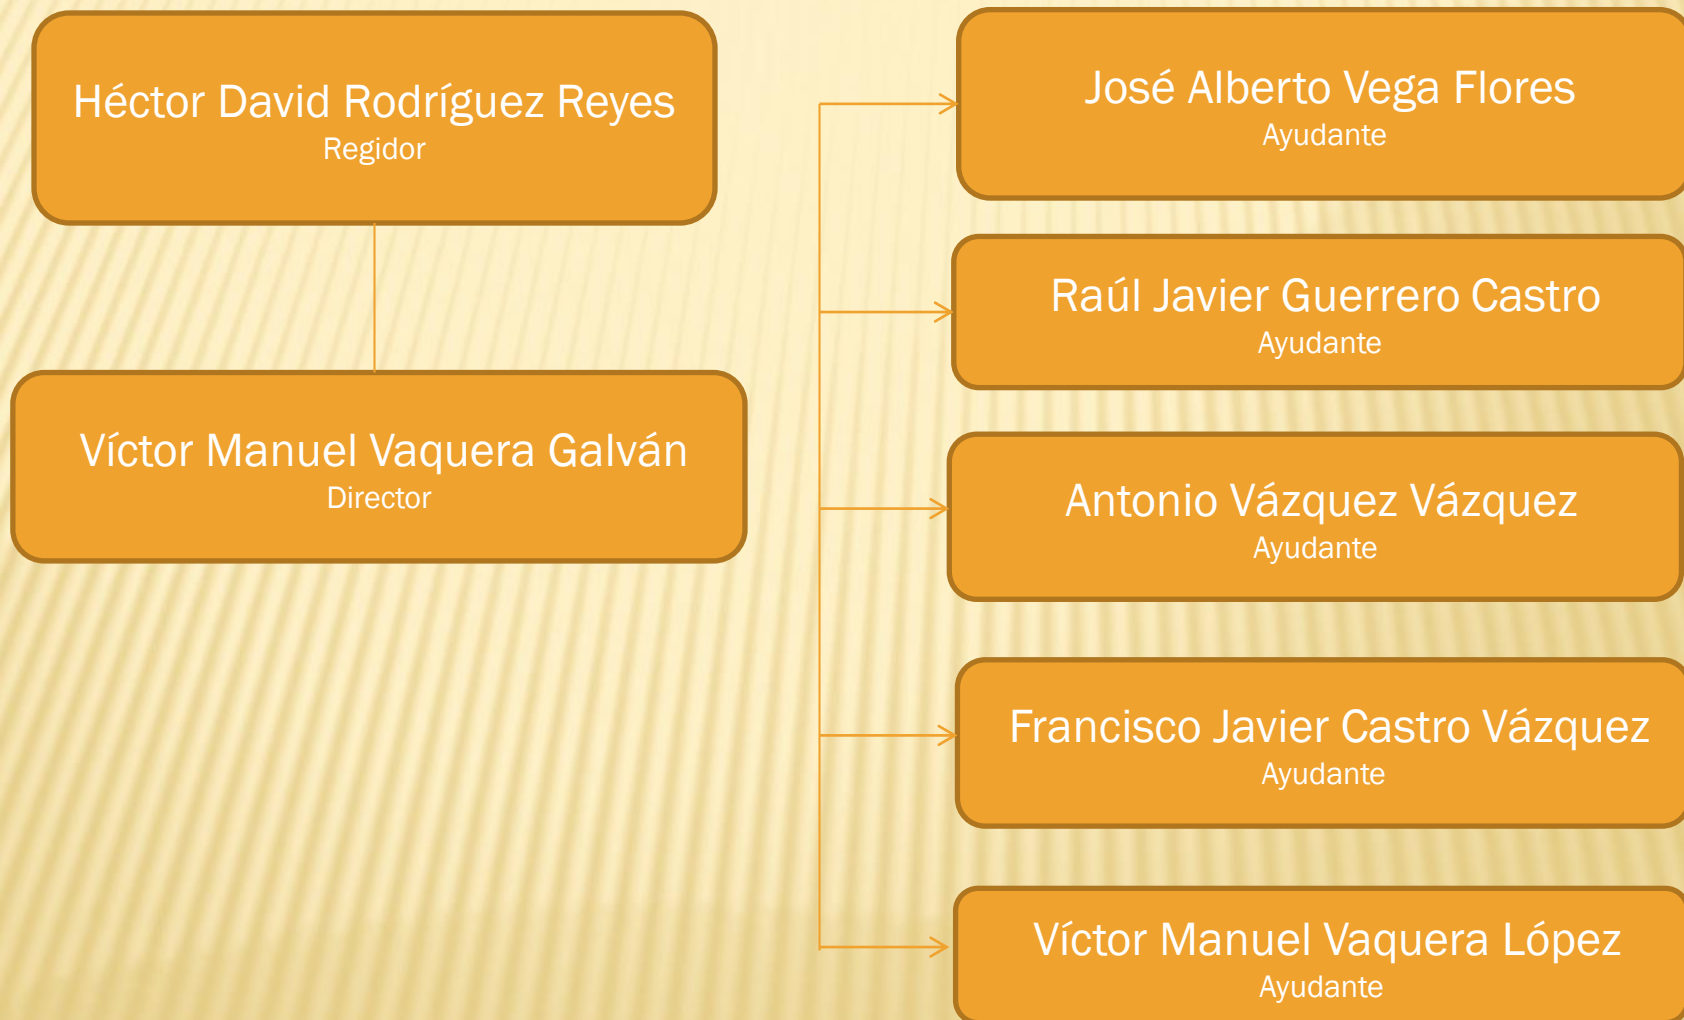 Héctor David Rodríguez Reyes
Regidor
Víctor Manuel Vaquera Galván
Director
José Alberto Vega Flores
Ayudante
Raúl Javier Guerrero Castro
Ayudante
Antonio Vázquez Vázquez
Ayudante
Francisco Javier Castro Vázquez
Ayudante
Víctor Manuel Vaquera López
Ayudante